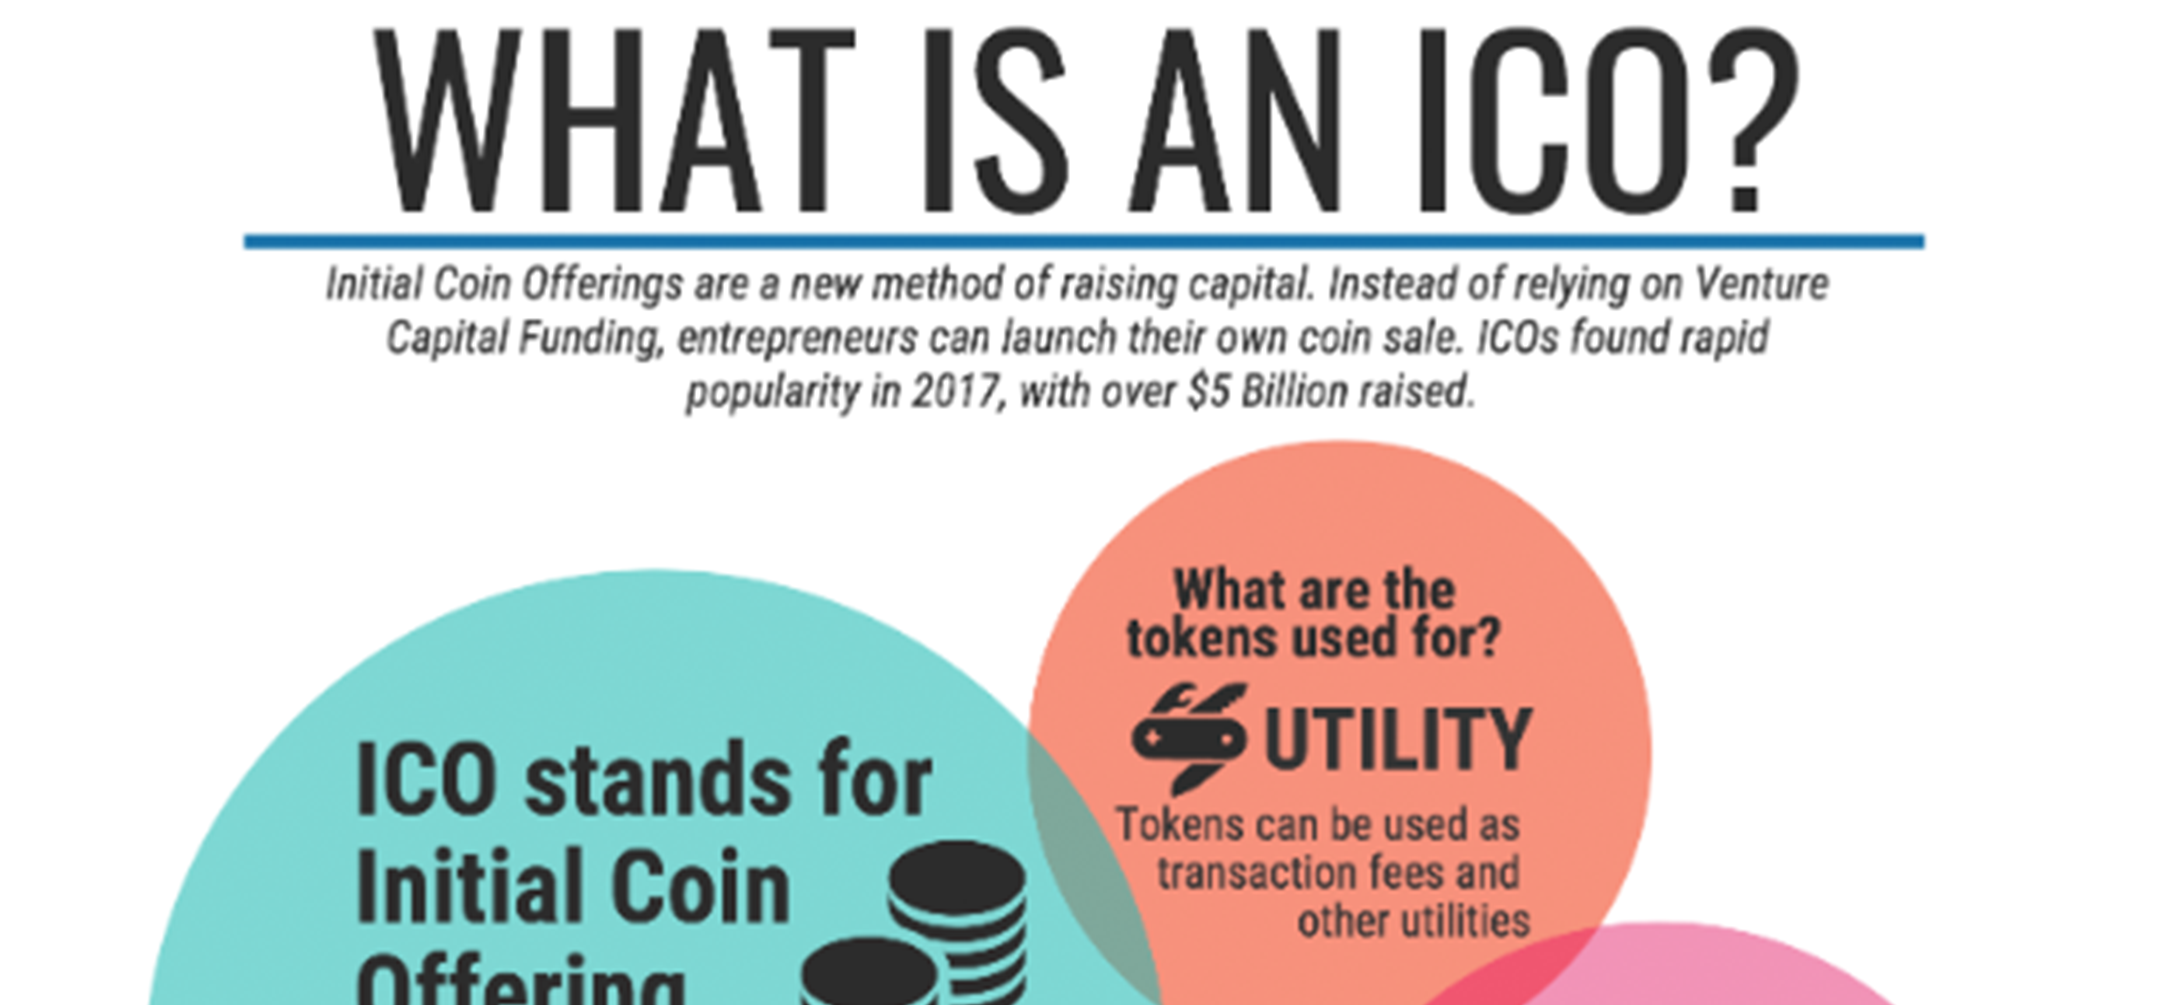 WHAT IS AN ICO?
Initial Coin Offerings are a new method of raising capital. Instead of relying on Venture
Capital Funding, entrepreneurs can launch their own coin sale. ICOs found rapid
popularity in 2017, with over $5 Billion raised.
What are the
tokens used for?
UTILITY
Tokens can be used as
transaction fees and
other utilities
ICO stands for
Initial Coin
Offering